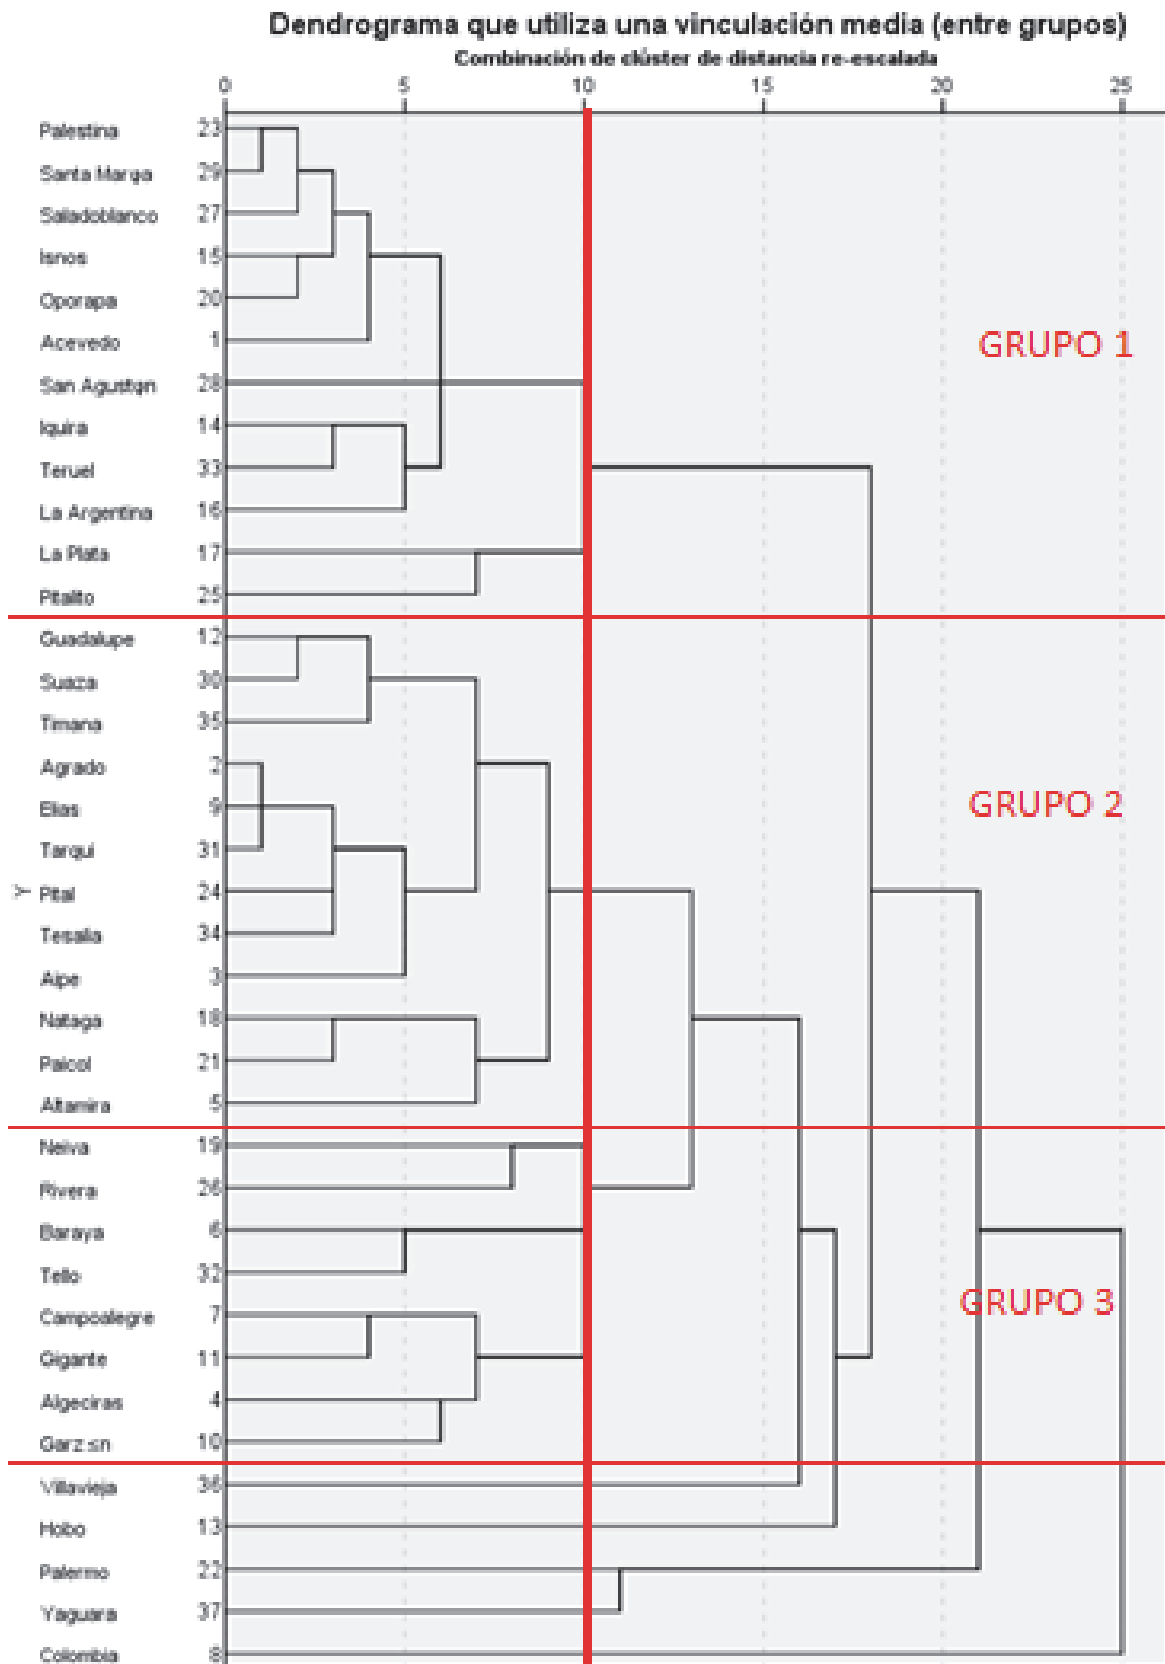 Dendrograma que utiliza una vinculación media (entre grupos)
Combinación de clúster de distancia re-escalada
0 5 10 15 20 25
Palestina 23
Santa Marça 29
Saladoblanco 27
Isnos 15
Oporapa 20
Acevedo 1
San Agustçn 28
Iquira 14
Teruel 33
La Argentina 16
La Plata 17
Pitalito 25
GRUPO 1
Guadalupe 12
Suaza 30
Timana 35
Agrado 2
Elias 9
Tarqui 31
Y
Pital 24
Tesalia 34
Aipe 3
Nataga 18
Paicol 21
Altamira 5
GRUPO 2
Neiva 19
Rivera 26
Baraya 6
Tello 32
Campoalegre 7
Gigante 11
Algeciras 4
Garz≤n 10
GRUPO 3
Villavieja 36
Hobo 13
Palermo 22
Yaguara 37
Colombia 8